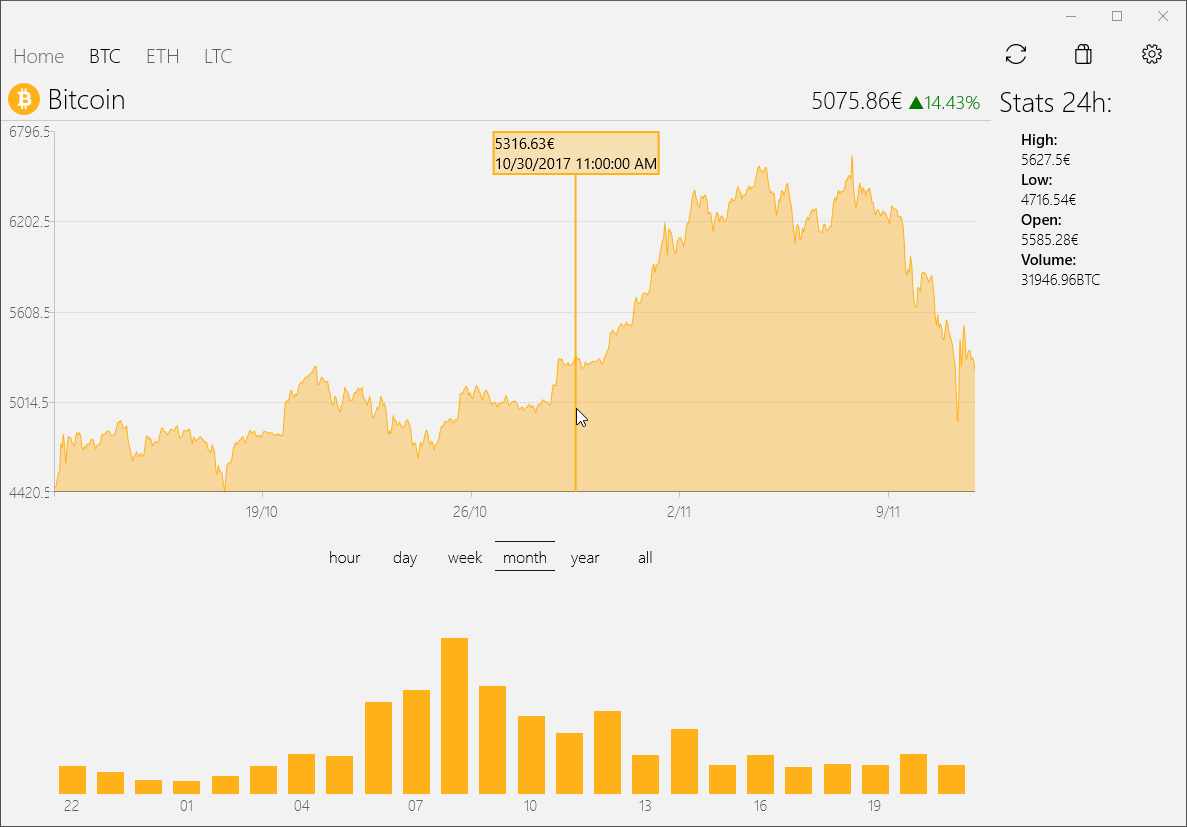 Home BTC ETH LTC
Bitcoin 5075.86€ ▲14.43%
Stats 24h:
High:
5627.5€
Low:
4716.54€
Open:
5585.28€
Volume:
31946.96BTC
6796.5
5316.63€
10/30/2017 11:00:00 AM
6202.5
5608.5
5014.5
4420.5
19/10 26/10 2/11 9/11
hour day week month year all
22 01 04 07 10 13 16 19